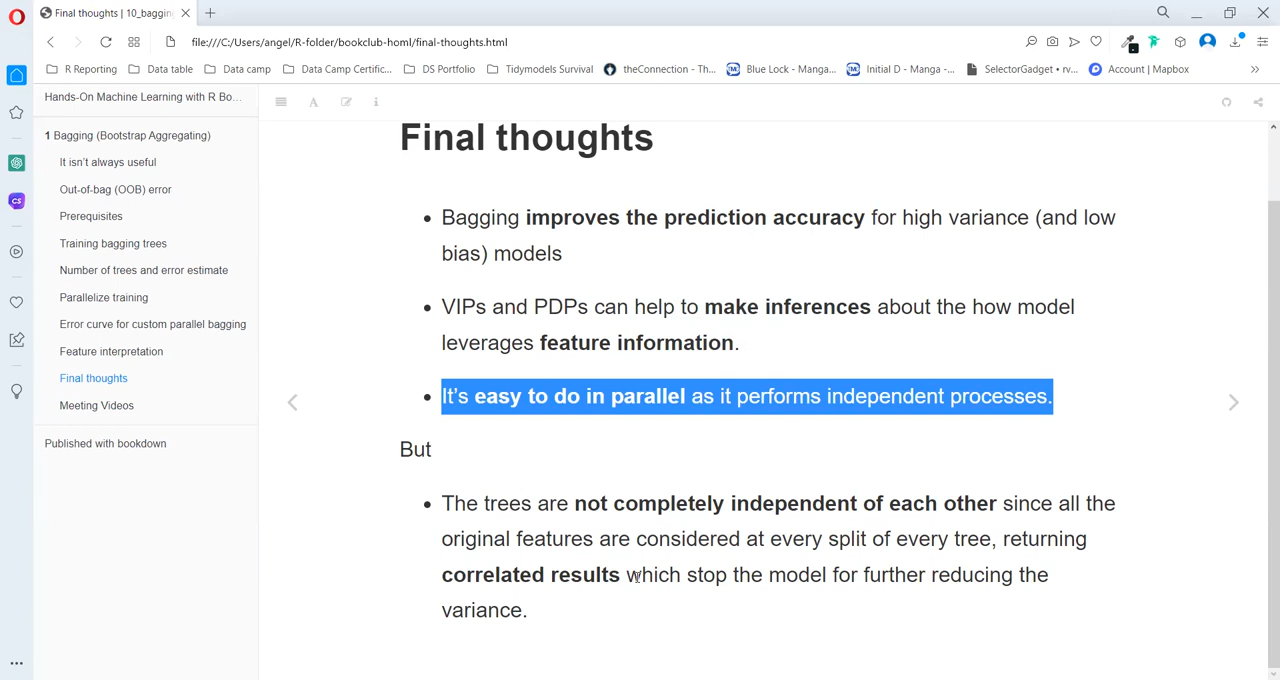 Final thoughts | 10_bagging
file:///C:/Users/angel/R-folder/bookclub-homl/final-thoughts.html
R Reporting Data table Data camp Data Camp Certific... DS Portfolio Tidymodels Survival theConnection - Th... Blue Lock - Manga... Initial D - Manga -... SelectorGadget • rv... Account | Mapbox
Hands-On Machine Learning with R Bo...
1 Bagging (Bootstrap Aggregating)
It isn't always useful
Out-of-bag (OOB) error
Prerequisites
Training bagging trees
Number of trees and error estimate
Parallelize training
Error curve for custom parallel bagging
Feature interpretation
Final thoughts
Meeting Videos
Published with bookdown
CS
A
i
Final thoughts
• Bagging improves the prediction accuracy for high variance (and low
bias) models
• VIPs and PDPs can help to make inferences about the how model
leverages feature information.
• It's easy to do in parallel as it performs independent processes.
But
• The trees are not completely independent of each other since all the
original features are considered at every split of every tree, returning
correlated results which stop the model for further reducing the
variance.